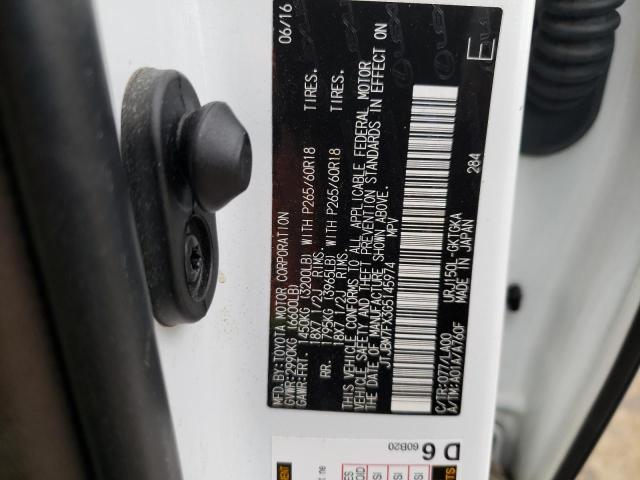 MFD.BY:TOYOTA MOTOR CORPORATION 06/16
GVWR:2990KG (6600LB)
GAWR:FRT. 1450KG (3200LB) WITH P265/60R18 TIRES.
18X7 1/2J RIMS.
RR. 1795KG (3965LB) WITH P265/60R18 TIRES.
18X7 1/2J RIMS.
THIS VEHICLE CONFORMS TO ALL APPLICABLE FEDERAL MOTOR
VEHICLE SAFETY AND THEFT PREVENTION STANDARDS IN EFFECT ON
THE DATE OF MANUFACTURE SHOWN ABOVE.
JTJBM7FX3G5145974 MPV
E
C/TR:077/LA00 URJ150L-GKTGKA 284
A/TM:A01A/A760F MADE IN JAPAN
D 6
60B20